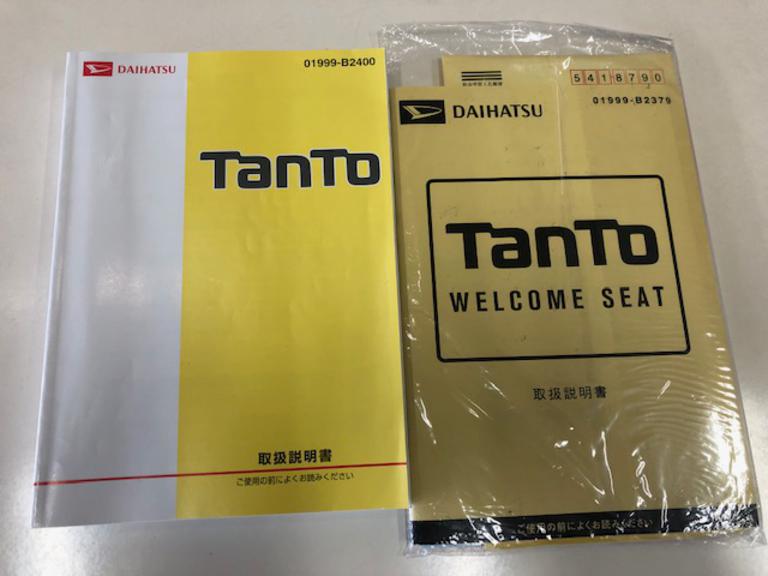 DAIHATSU
01999-B2400
TanTo
取扱説明書
ご使用の前によくお読みください
5418790
01999-B2379
DAIHATSU
TanTo
WELCOME SEAT
取扱説明書
ご使用の前によくお読みください